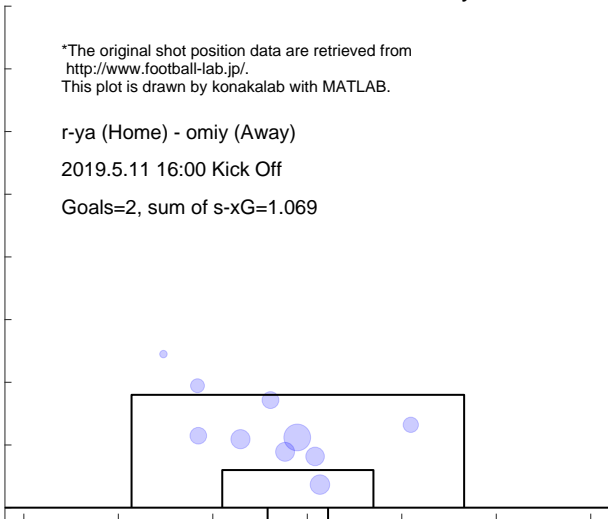 *The original shot position data are retrieved from
http://www.football-lab.jp/.
This plot is drawn by konakalab with MATLAB.
r-ya (Home) - omiy (Away)
2019.5.11 16:00 Kick Off
Goals=2, sum of s-xG=1.069